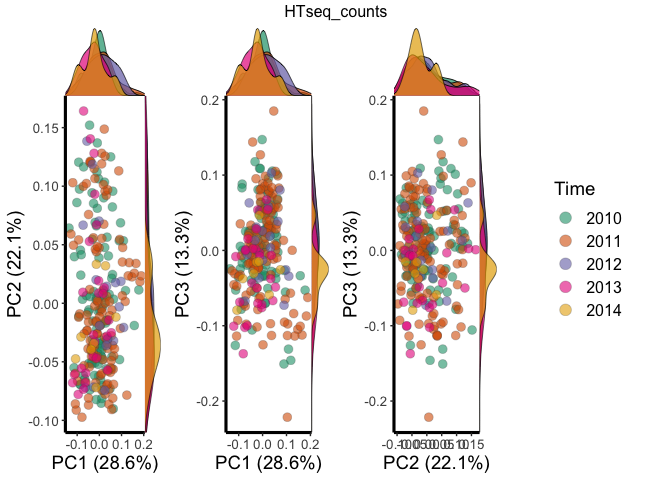 HTseq_counts
0.15
0.10
0.05
0.00
-0.05
-0.10
PC2 (22.1%)
-0.1 0.0 0.1 0.2
PC1 (28.6%)
0.2
0.1
0.0
-0.1
-0.2
PC3 (13.3%)
-0.1 0.0 0.1 0.2
PC1 (28.6%)
0.2
0.1
0.0
-0.1
-0.2
PC3 (13.3%)
PC2 (22.1%)
Time
2010
2011
2012
2013
2014